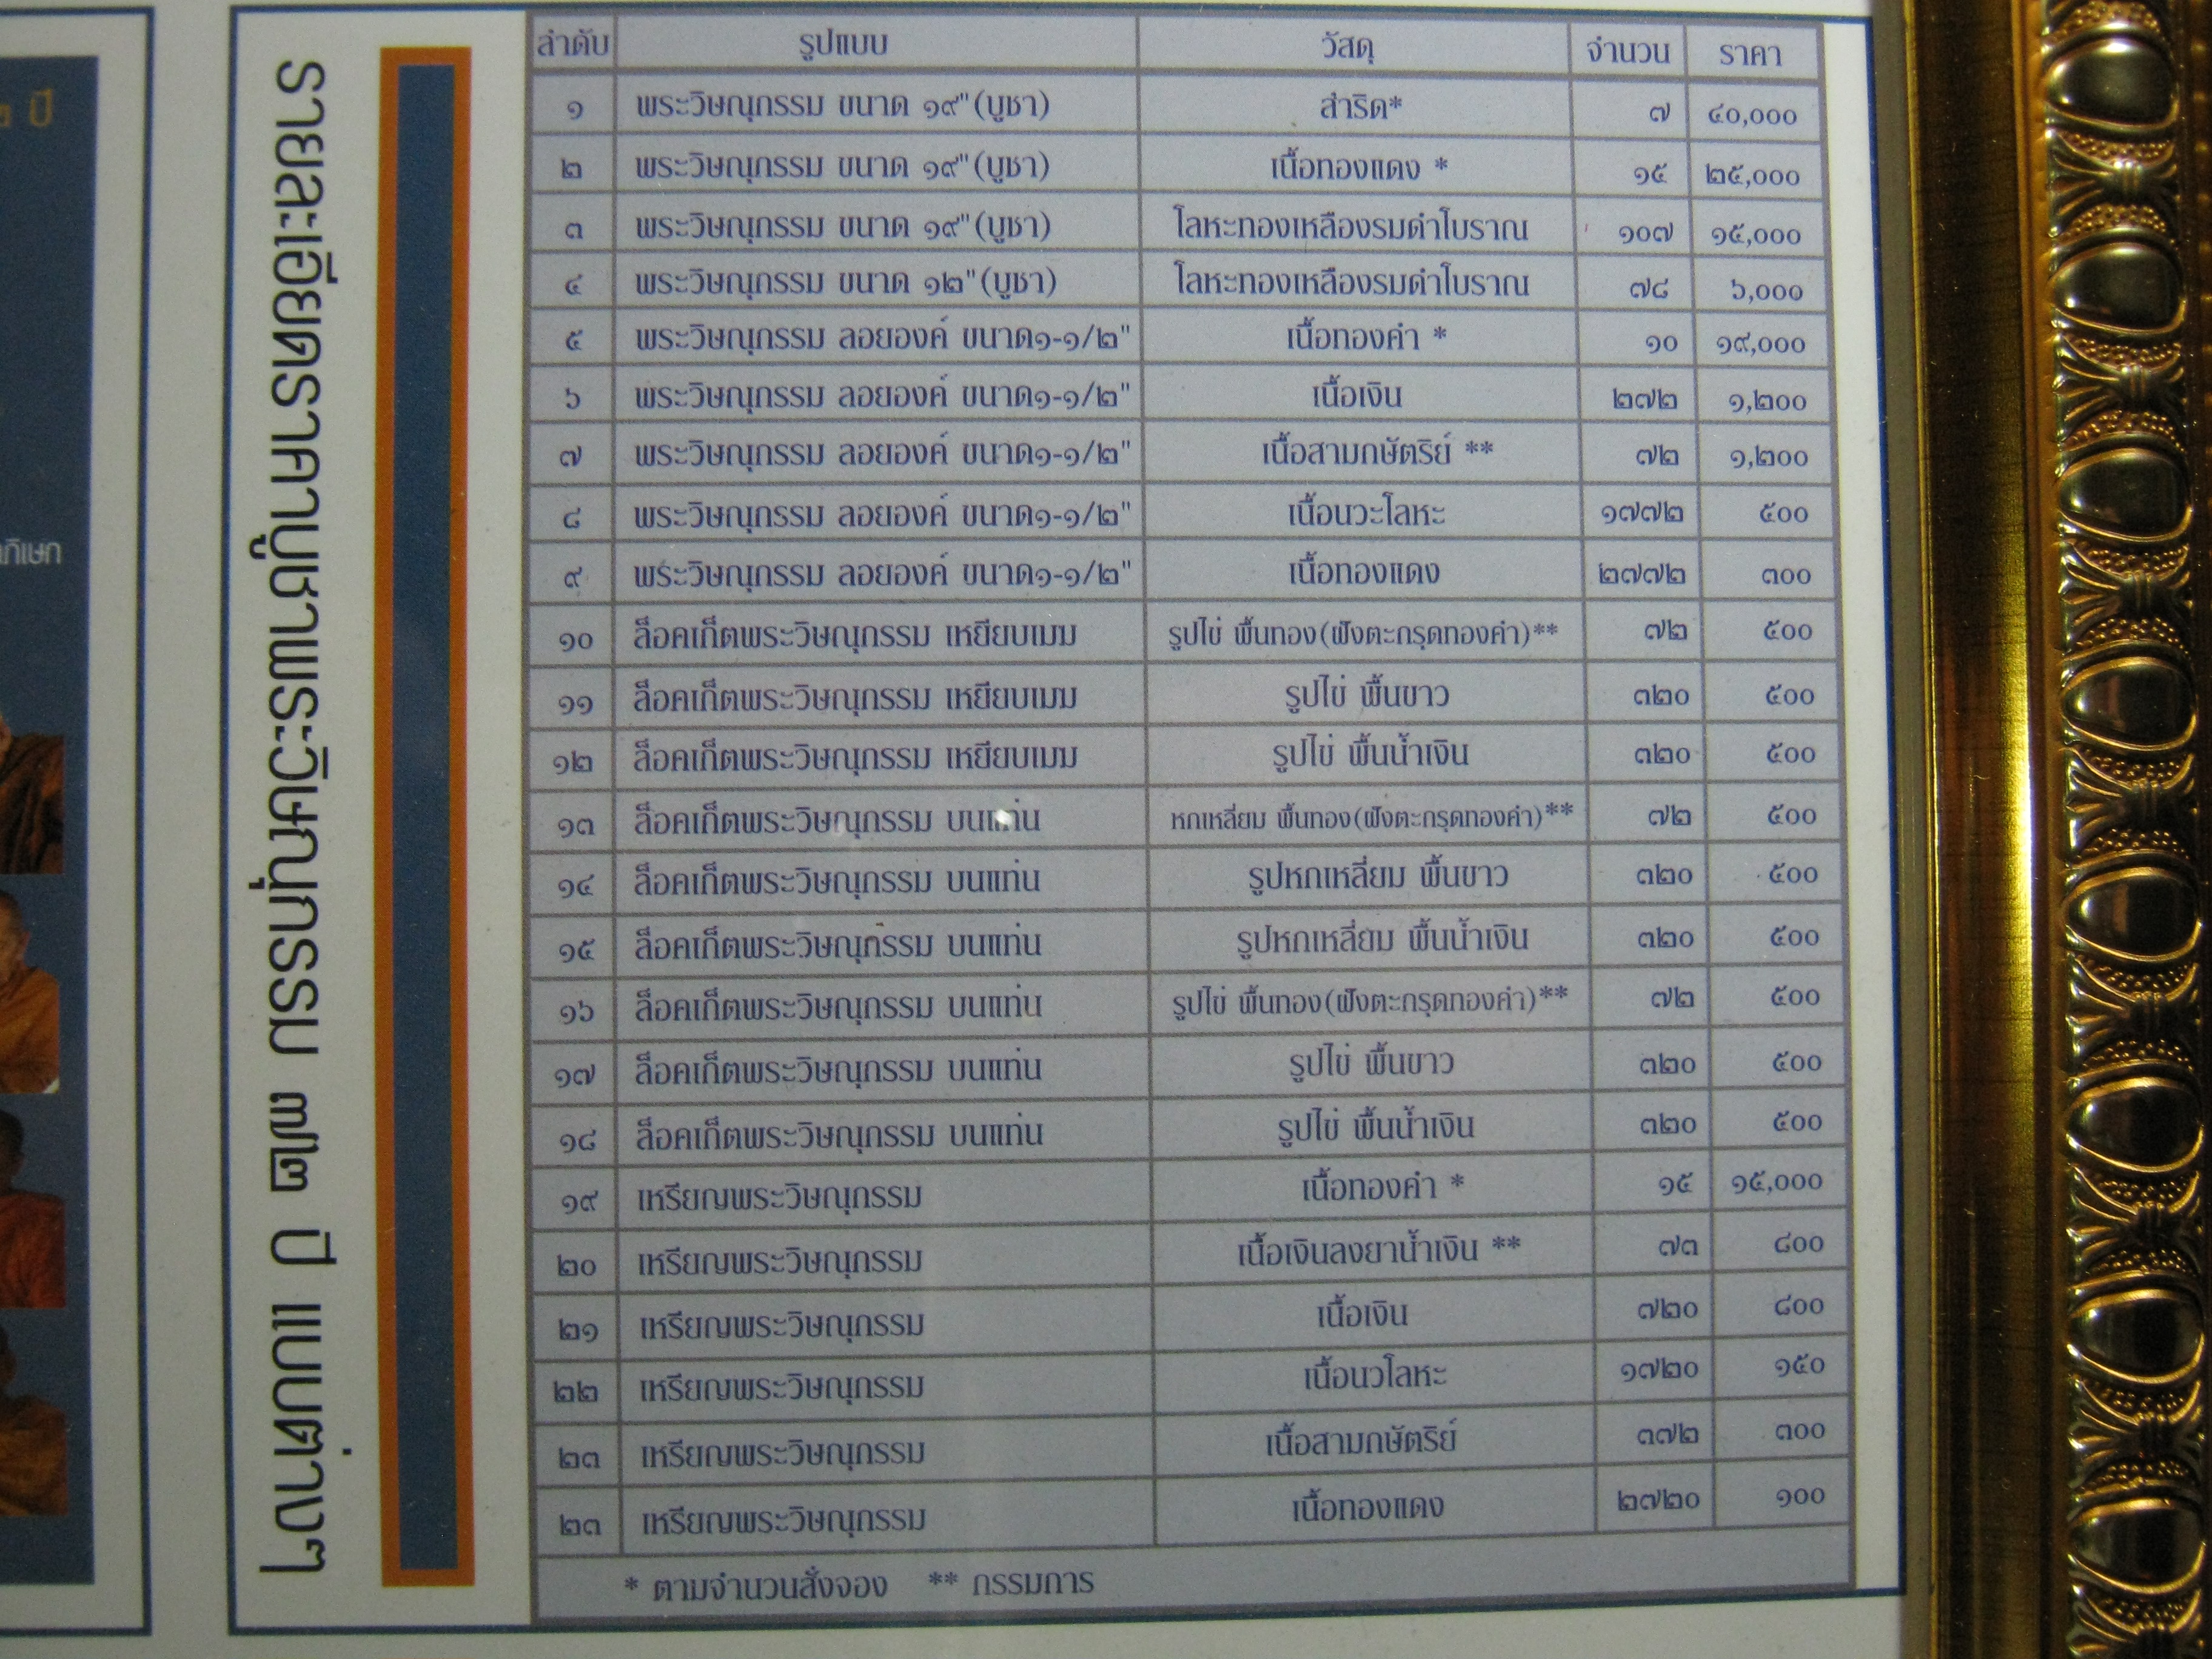 ๒ ปี
ภิเษก
รายละเอียดราคาบูชาพระวิษณุกรรม ๗๒ ปี แบบต่างๆ
ลำดับ รูปแบบ วัสดุ จำนวน ราคา
๑ พระวิษณุกรรม ขนาด ๑๙"(บูชา) สำริด* ๗ ๔๐,๐๐๐
๒ พระวิษณุกรรม ขนาด ๑๙"(บูชา) เนื้อทองแดง * ๑๕ ๒๕,๐๐๐
๓ พระวิษณุกรรม ขนาด ๑๙"(บูชา) โลหะทองเหลืองรมดำโบราณ ๑๐๗ ๑๕,๐๐๐
๔ พระวิษณุกรรม ขนาด ๑๒"(บูชา) โลหะทองเหลืองรมดำโบราณ ๗๘ ๖,๐๐๐
๕ พระวิษณุกรรม ลอยองค์ ขนาด๑-๑/๒" เนื้อทองคำ * ๑๐ ๑๙,๐๐๐
๖ พระวิษณุกรรม ลอยองค์ ขนาด๑-๑/๒" เนื้อเงิน ๒๗๒ ๑,๒๐๐
๗ พระวิษณุกรรม ลอยองค์ ขนาด๑-๑/๒" เนื้อสามกษัตริย์ ** ๗๒ ๑,๒๐๐
๘ พระวิษณุกรรม ลอยองค์ ขนาด๑-๑/๒" เนื้อนวะโลหะ ๑๗๗๒ ๕๐๐
๙ พระวิษณุกรรม ลอยองค์ ขนาด๑-๑/๒" เนื้อทองแดง ๒๗๗๒ ๓๐๐
๑๐ ล็อคเก็ตพระวิษณุกรรม เหยียบเมม รูปไข่ พื้นทอง(ฝังตะกรุดทองคำ)** ๗๒ ๕๐๐
๑๑ ล็อคเก็ตพระวิษณุกรรม เหยียบเมม รูปไข่ พื้นขาว ๓๒๐ ๕๐๐
๑๒ ล็อคเก็ตพระวิษณุกรรม เหยียบเมม รูปไข่ พื้นน้ำเงิน ๓๒๐ ๕๐๐
๑๓ ล็อคเก็ตพระวิษณุกรรม บนแท่น หกเหลี่ยม พื้นทอง(ฝังตะกรุดทองคำ)** ๗๒ ๕๐๐
๑๔ ล็อคเก็ตพระวิษณุกรรม บนแท่น รูปหกเหลี่ยม พื้นขาว ๓๒๐ ๕๐๐
๑๕ ล็อคเก็ตพระวิษณุกรรม บนแท่น รูปหกเหลี่ยม พื้นน้ำเงิน ๓๒๐ ๕๐๐
๑๖ ล็อคเก็ตพระวิษณุกรรม บนแท่น รูปไข่ พื้นทอง(ฝังตะกรุดทองคำ)** ๗๒ ๕๐๐
๑๗ ล็อคเก็ตพระวิษณุกรรม บนแท่น รูปไข่ พื้นขาว ๓๒๐ ๕๐๐
๑๘ ล็อคเก็ตพระวิษณุกรรม บนแท่น รูปไข่ พื้นน้ำเงิน ๓๒๐ ๕๐๐
๑๙ เหรียญพระวิษณุกรรม เนื้อทองคำ * ๑๕ ๑๕,๐๐๐
๒๐ เหรียญพระวิษณุกรรม เนื้อเงินลงยาน้ำเงิน ** ๗๓ ๘๐๐
๒๑ เหรียญพระวิษณุกรรม เนื้อเงิน ๗๒๐ ๘๐๐
๒๒ เหรียญพระวิษณุกรรม เนื้อนวโลหะ ๑๗๒๐ ๑๕๐
๒๓ เหรียญพระวิษณุกรรม เนื้อสามกษัตริย์ ๓๗๒ ๓๐๐
๒๓ เหรียญพระวิษณุกรรม เนื้อทองแดง ๒๗๒๐ ๑๐๐
* ตามจำนวนสั่งจอง ** กรรมการ